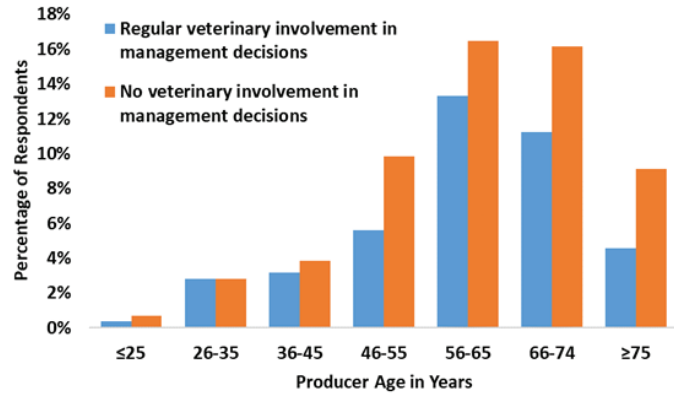 18%
16%
14%
12%
10%
8%
6%
4%
2%
0%
Percentage of Respondents
Regular veterinary involvement in
management decisions
No veterinary involvement in
management decisions
≤25 26-35 36-45 46-55 56-65 66-74 ≥75
Producer Age in Years